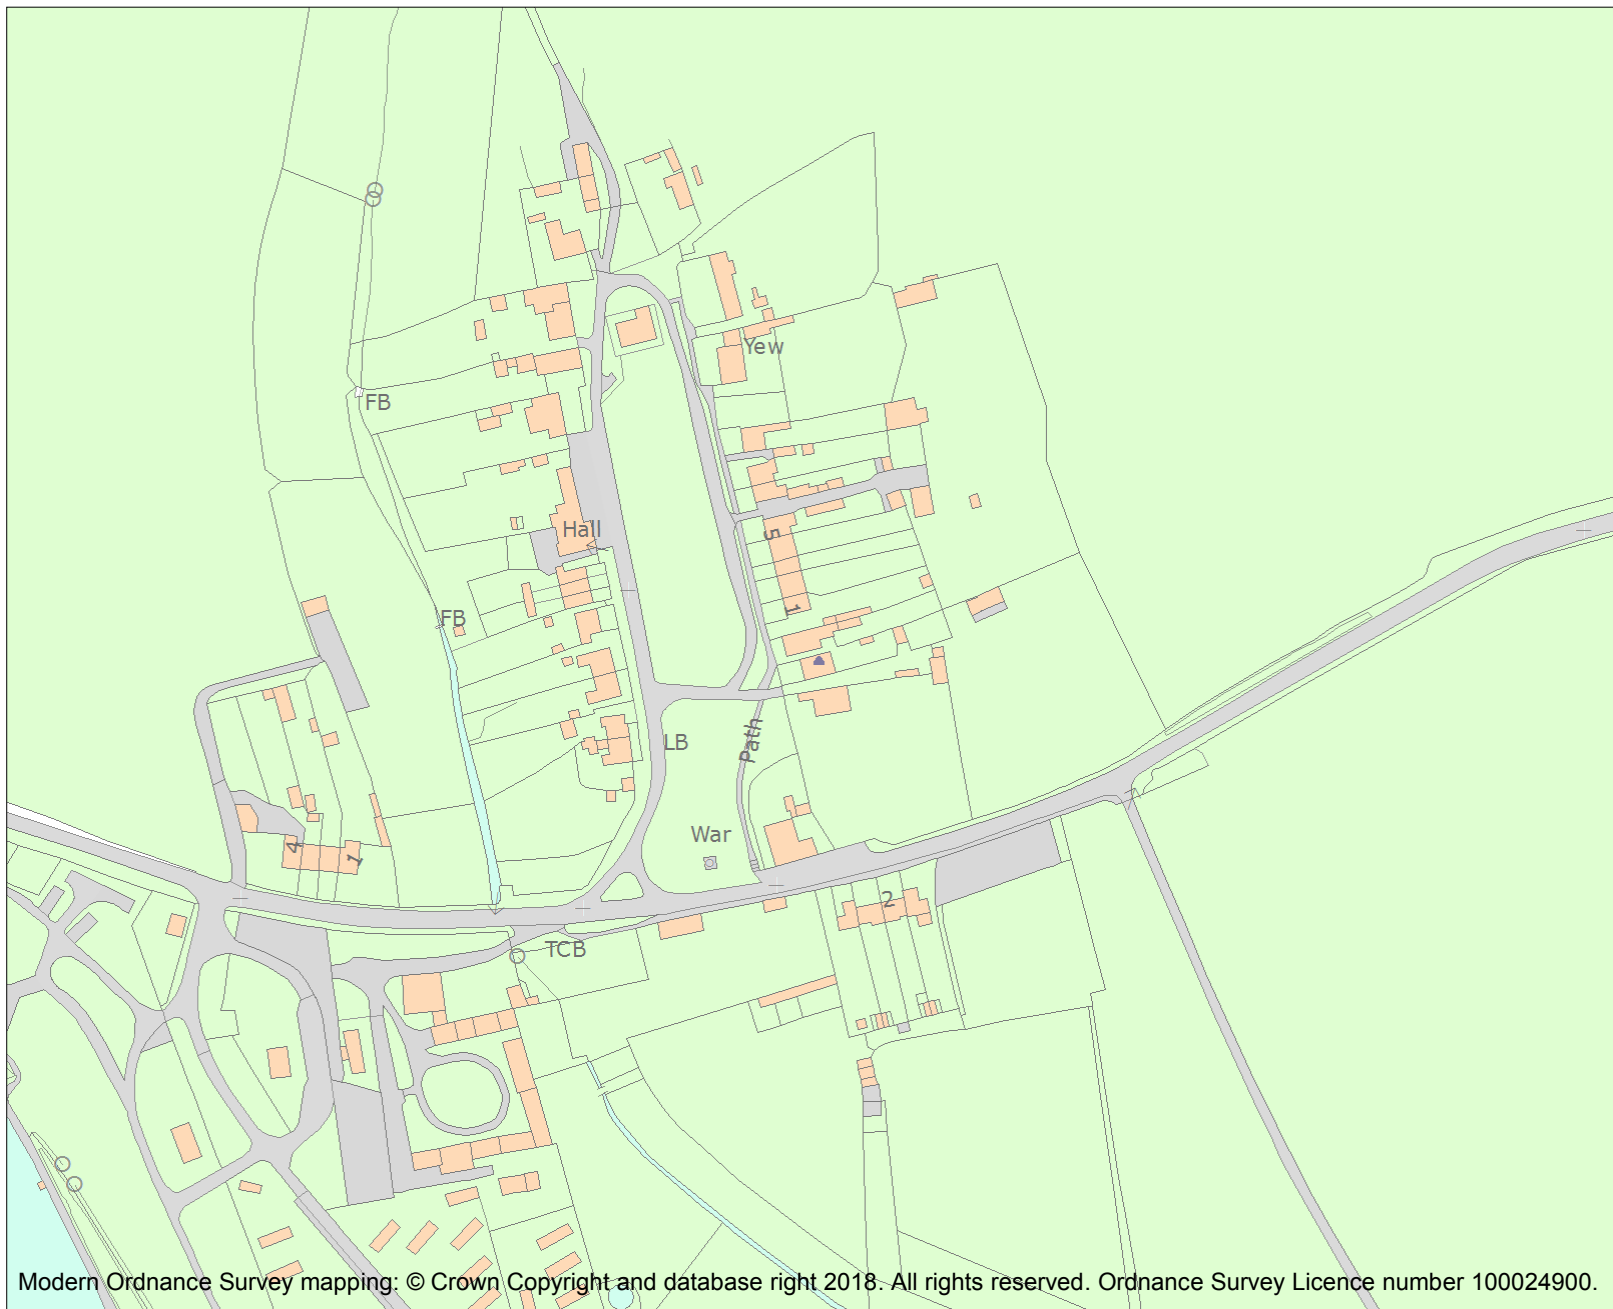 Yew
FB
Hall
5
1
FB
LB
Path
War
4
1
2
TCB
Modern Ordnance Survey mapping: © Crown Copyright and database right 2018. All rights reserved. Ordnance Survey Licence number 100024900.